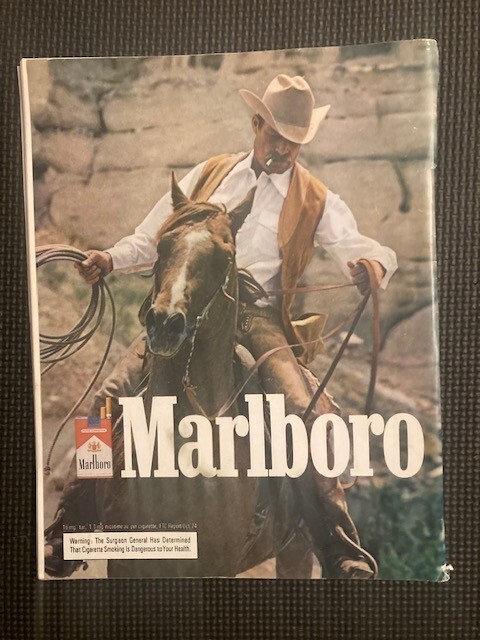 Marlboro
Marlboro
Warning: The Surgeon General Has Determined
That Cigarette Smoking Is Dangerous to Your Health.